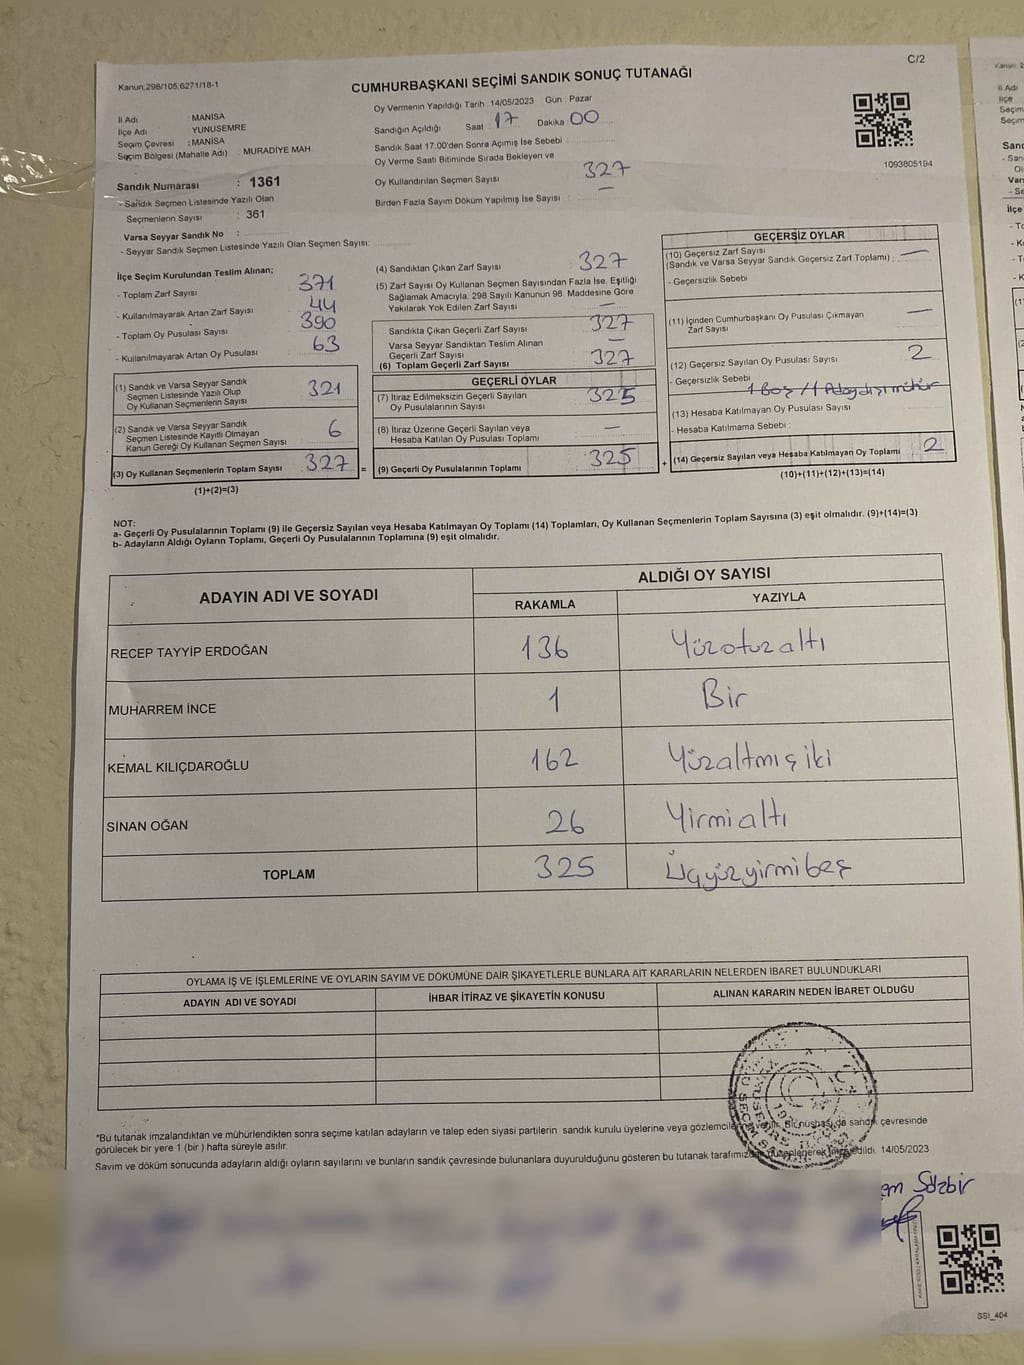 C/2
Kanun;298/105;6271/18-1
CUMHURBAŞKANI SEÇİMİ SANDIK SONUÇ TUTANAĞI
İl Adı : MANİSA
İlçe Adı : YUNUSEMRE
Seçim Çevresi : MANİSA
Seçim Bölgesi (Mahalle Adı) : MURADİYE MAH
Oy Vermenin Yapıldığı Tarih : 14/05/2023 Gün : Pazar
Sandığın Açıldığı Saat : 17 Dakika : 00
Sandık Saat 17:00'den Sonra Açımış İse Sebebi :
Oy Verme Saati Bitiminde Sırada Bekleyen ve
Oy Kullandırılan Seçmen Sayısı : 327
Birden Fazla Sayım Döküm Yapılmış İse Sayısı : —
1093805194
Sandık Numarası : 1361
- Sandık Seçmen Listesinde Yazılı Olan
Seçmenlerin Sayısı : 361
Varsa Seyyar Sandık No :
- Seyyar Sandık Seçmen Listesinde Yazılı Olan Seçmen Sayısı:
İlçe Seçim Kurulundan Teslim Alınan;
- Toplam Zarf Sayısı : 371
- Kullanılmayarak Artan Zarf Sayısı : 44
- Toplam Oy Pusulası Sayısı : 390
- Kullanılmayarak Artan Oy Pusulası : 63
(1) Sandık ve Varsa Seyyar Sandık
Seçmen Listesinde Yazılı Olup
Oy Kullanan Seçmenlerin Sayısı : 321
(2) Sandık ve Varsa Seyyar Sandık
Seçmen Listesinde Kayıtlı Olmayan
Kanun Gereği Oy Kullanan Seçmen Sayısı : 6
(3) Oy Kullanan Seçmenlerin Toplam Sayısı : 327 =
(1)+(2)=(3)
(4) Sandıktan Çıkan Zarf Sayısı : 327
(5) Zarf Sayısı Oy Kullanan Seçmen Sayısından Fazla İse, Eşitliği
Sağlamak Amacıyla, 298 Sayılı Kanunun 98. Maddesine Göre
Yakılarak Yok Edilen Zarf Sayısı : —
Sandıkta Çıkan Geçerli Zarf Sayısı : 327
Varsa Seyyar Sandıktan Teslim Alınan
Geçerli Zarf Sayısı : —
(6) Toplam Geçerli Zarf Sayısı : 327
GEÇERLİ OYLAR
(7) İtiraz Edilmeksizin Geçerli Sayılan
Oy Pusulalarının Sayısı : 325
(8) İtiraz Üzerine Geçerli Sayılan veya
Hesaba Katılan Oy Pusulası Toplamı : —
(9) Geçerli Oy Pusulalarının Toplamı : 325 +
GEÇERSİZ OYLAR
(10) Geçersiz Zarf Sayısı
(Sandık ve Varsa Seyyar Sandık Geçersiz Zarf Toplamı) : —
- Geçersizlik Sebebi :
(11) İçinden Cumhurbaşkanı Oy Pusulası Çıkmayan
Zarf Sayısı : —
(12) Geçersiz Sayılan Oy Pusulası Sayısı : 2
- Geçersizlik Sebebi : 1 Boş / 1 Aday dışı mühür
(13) Hesaba Katılmayan Oy Pusulası Sayısı :
- Hesaba Katılmama Sebebi :
(14) Geçersiz Sayılan veya Hesaba Katılmayan Oy Toplamı : 2
(10)+(11)+(12)+(13)=(14)
NOT:
a- Geçerli Oy Pusulalarının Toplamı (9) ile Geçersiz Sayılan veya Hesaba Katılmayan Oy Toplamı (14) Toplamları, Oy Kullanan Seçmenlerin Toplam Sayısına (3) eşit olmalıdır. (9)+(14)=(3)
b- Adayların Aldığı Oyların Toplamı, Geçerli Oy Pusulalarının Toplamına (9) eşit olmalıdır.
ADAYIN ADI VE SOYADI
ALDIĞI OY SAYISI
RAKAMLA YAZIYLA
RECEP TAYYİP ERDOĞAN 136 Yüzotuzaltı
MUHARREM İNCE 1 Bir
KEMAL KILIÇDAROĞLU 162 Yüzaltmışiki
SİNAN OĞAN 26 Yirmialtı
TOPLAM 325 Üçyüzyirmibeş
OYLAMA İŞ VE İŞLEMLERİNE VE OYLARIN SAYIM VE DÖKÜMÜNE DAİR ŞİKAYETLERLE BUNLARA AİT KARARLARIN NELERDEN İBARET BULUNDUKLARI
ADAYIN ADI VE SOYADI İHBAR İTİRAZ VE ŞİKAYETİN KONUSU ALINAN KARARIN NEDEN İBARET OLDUĞU
*Bu tutanak imzalandıktan ve mühürlendikten sonra seçime katılan adayların ve talep eden siyasi partilerin sandık kurulu üyelerine veya gözlemcilerine verilir. Bir nüshası da sandık çevresinde
görülecek bir yere 1 (bir ) hafta süreyle asılır.
Sayım ve döküm sonucunda adayların aldığı oyların sayılarını ve bunların sandık çevresinde bulunanlara duyurulduğunu gösteren bu tutanak tarafımızdan düzenlenerek imza edildi. 14/05/2023
em Sözbir
SSI_404